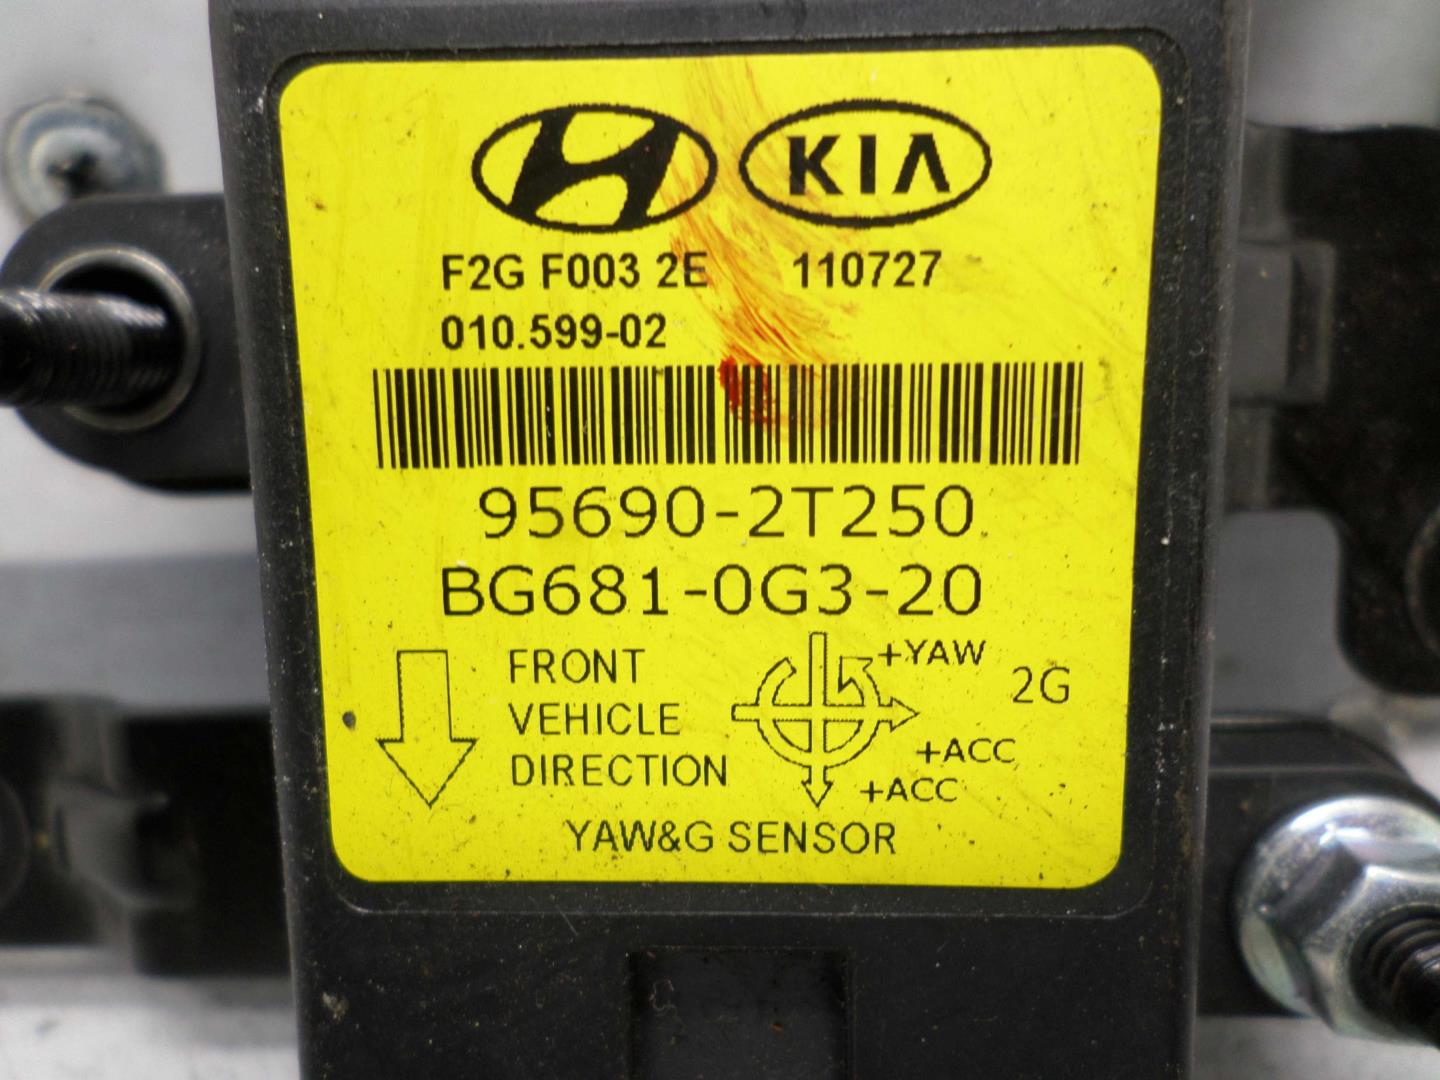 KIA
F2G F003 2E 110727
010.599-02
95690-2T250
BG681-0G3-20
FRONT
VEHICLE
DIRECTION
+YAW
2G
+ACC
+ACC
YAW&G SENSOR